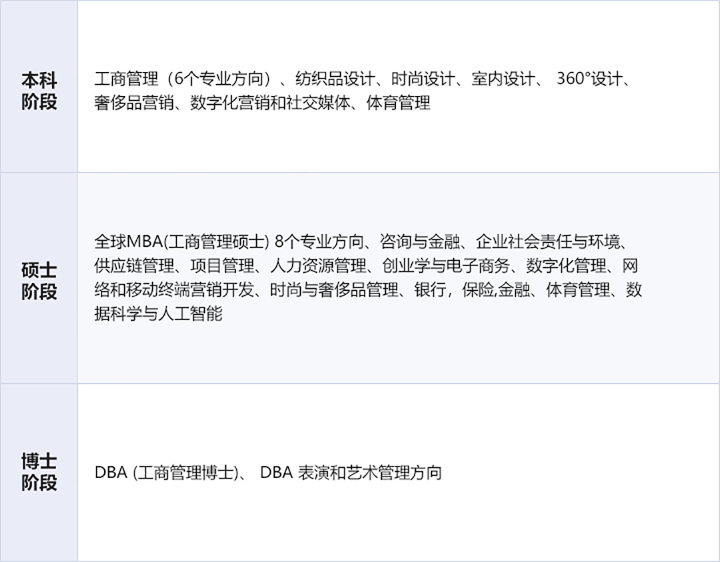 本科
阶段
工商管理（6个专业方向）、纺织品设计、时尚设计、室内设计、 360°设计、
奢侈品营销、数字化营销和社交媒体、体育管理
硕士
阶段
全球MBA(工商管理硕士) 8个专业方向、咨询与金融、企业社会责任与环境、
供应链管理、项目管理、人力资源管理、创业学与电子商务、数字化管理、网
络和移动终端营销开发、时尚与奢侈品管理、银行，保险,金融、体育管理、数
据科学与人工智能
博士
阶段
DBA (工商管理博士)、 DBA 表演和艺术管理方向